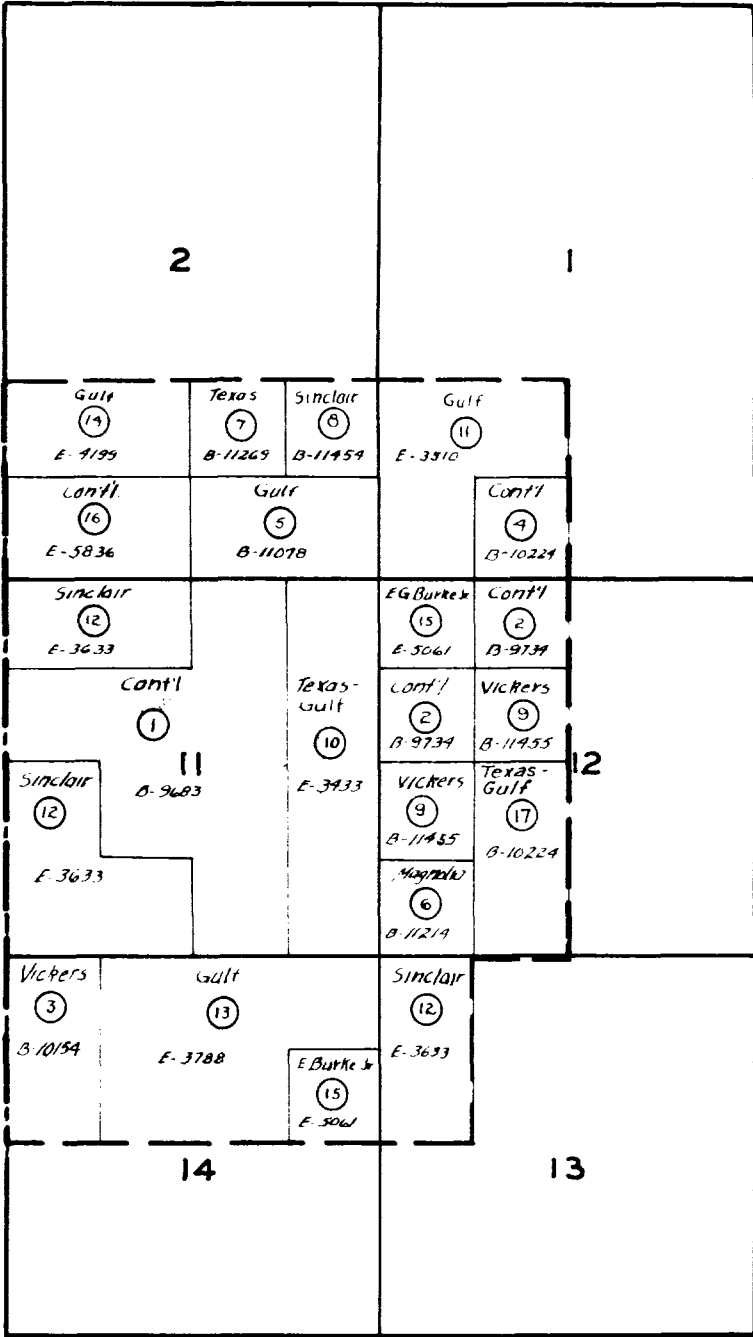 2
1
Gulf
14
E-4199
Texas
7
B-11269
Sinclair
8
B-11454
Gulf
11
E-3510
Cont'l.
16
E-5836
Gulf
5
B-11078
Cont'l
4
B-10224
Sinclair
12
E-3633
EG Burke Jr
15
E-5061
Cont'l
2
B-9734
Cont'l
1
11
B-9683
Texas-
Gulf
10
E-3433
Cont'l
2
B-9734
Vickers
9
B-11455
12
Sinclair
12
E-3633
Vickers
9
B-11455
Texas-
Gulf
17
B-10224
Magnolia
6
B-11214
Vickers
3
B-10154
Gulf
13
E-3788
E Burke Jr
15
E-5061
Sinclair
12
E-3633
14
13